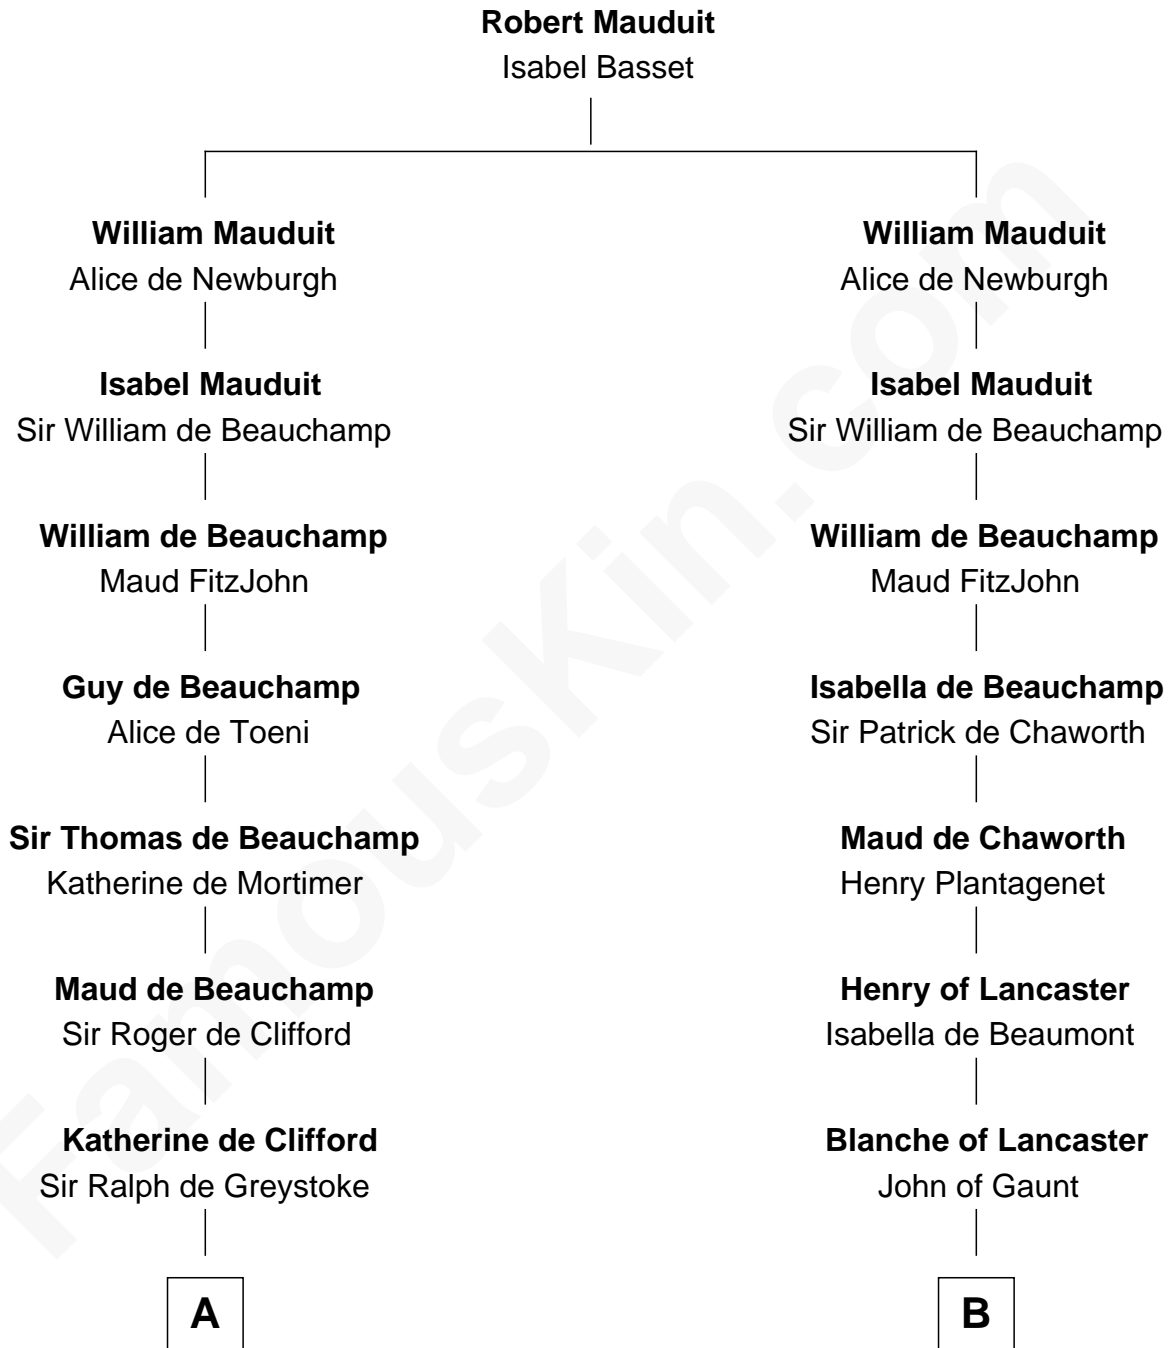 Robert Mauduit
Isabel Basset
William Mauduit
Alice de Newburgh
William Mauduit
Alice de Newburgh
Isabel Mauduit
Sir William de Beauchamp
Isabel Mauduit
Sir William de Beauchamp
William de Beauchamp
Maud FitzJohn
William de Beauchamp
Maud FitzJohn
Guy de Beauchamp
Alice de Toeni
Isabella de Beauchamp
Sir Patrick de Chaworth
Sir Thomas de Beauchamp
Katherine de Mortimer
Maud de Chaworth
Henry Plantagenet
Maud de Beauchamp
Sir Roger de Clifford
Henry of Lancaster
Isabella de Beaumont
Katherine de Clifford
Sir Ralph de Greystoke
Blanche of Lancaster
John of Gaunt
A
B
FamousKin.com